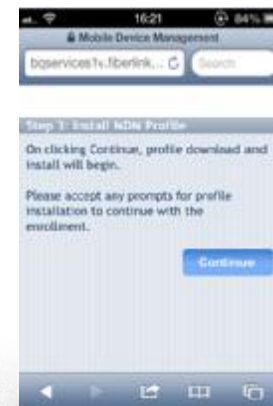 16:21
84%
Mobile Device Management
Search
Step 3: Install MDM Profile
On clicking Continue, profile download and
install will begin.
Please accept any prompts for profile
installation to continue with the
enrollment.
Continue